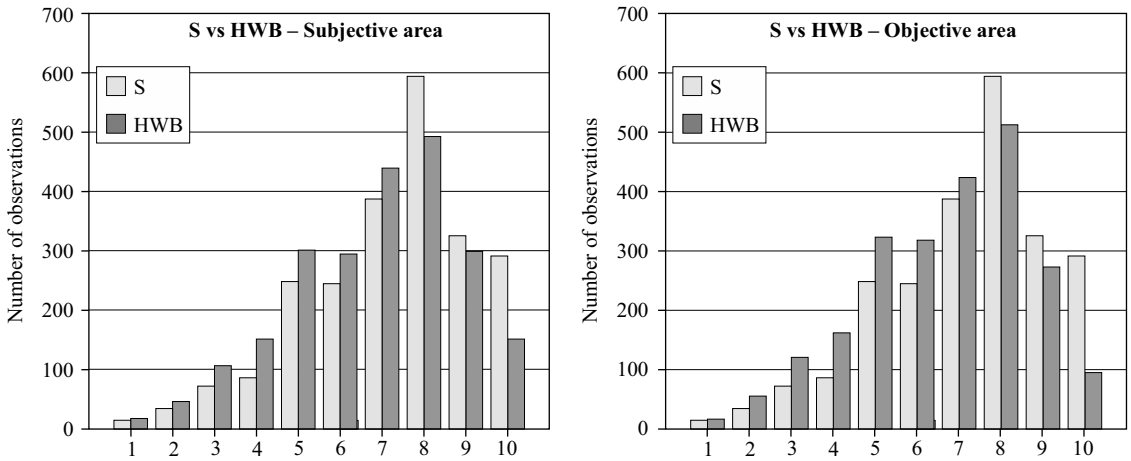 S vs HWB – Subjective area
S
HWB
Number of observations
700
600
500
400
300
200
100
0
1 2 3 4 5 6 7 8 9 10
S vs HWB – Objective area
S
HWB
Number of observations
700
600
500
400
300
200
100
0
1 2 3 4 5 6 7 8 9 10